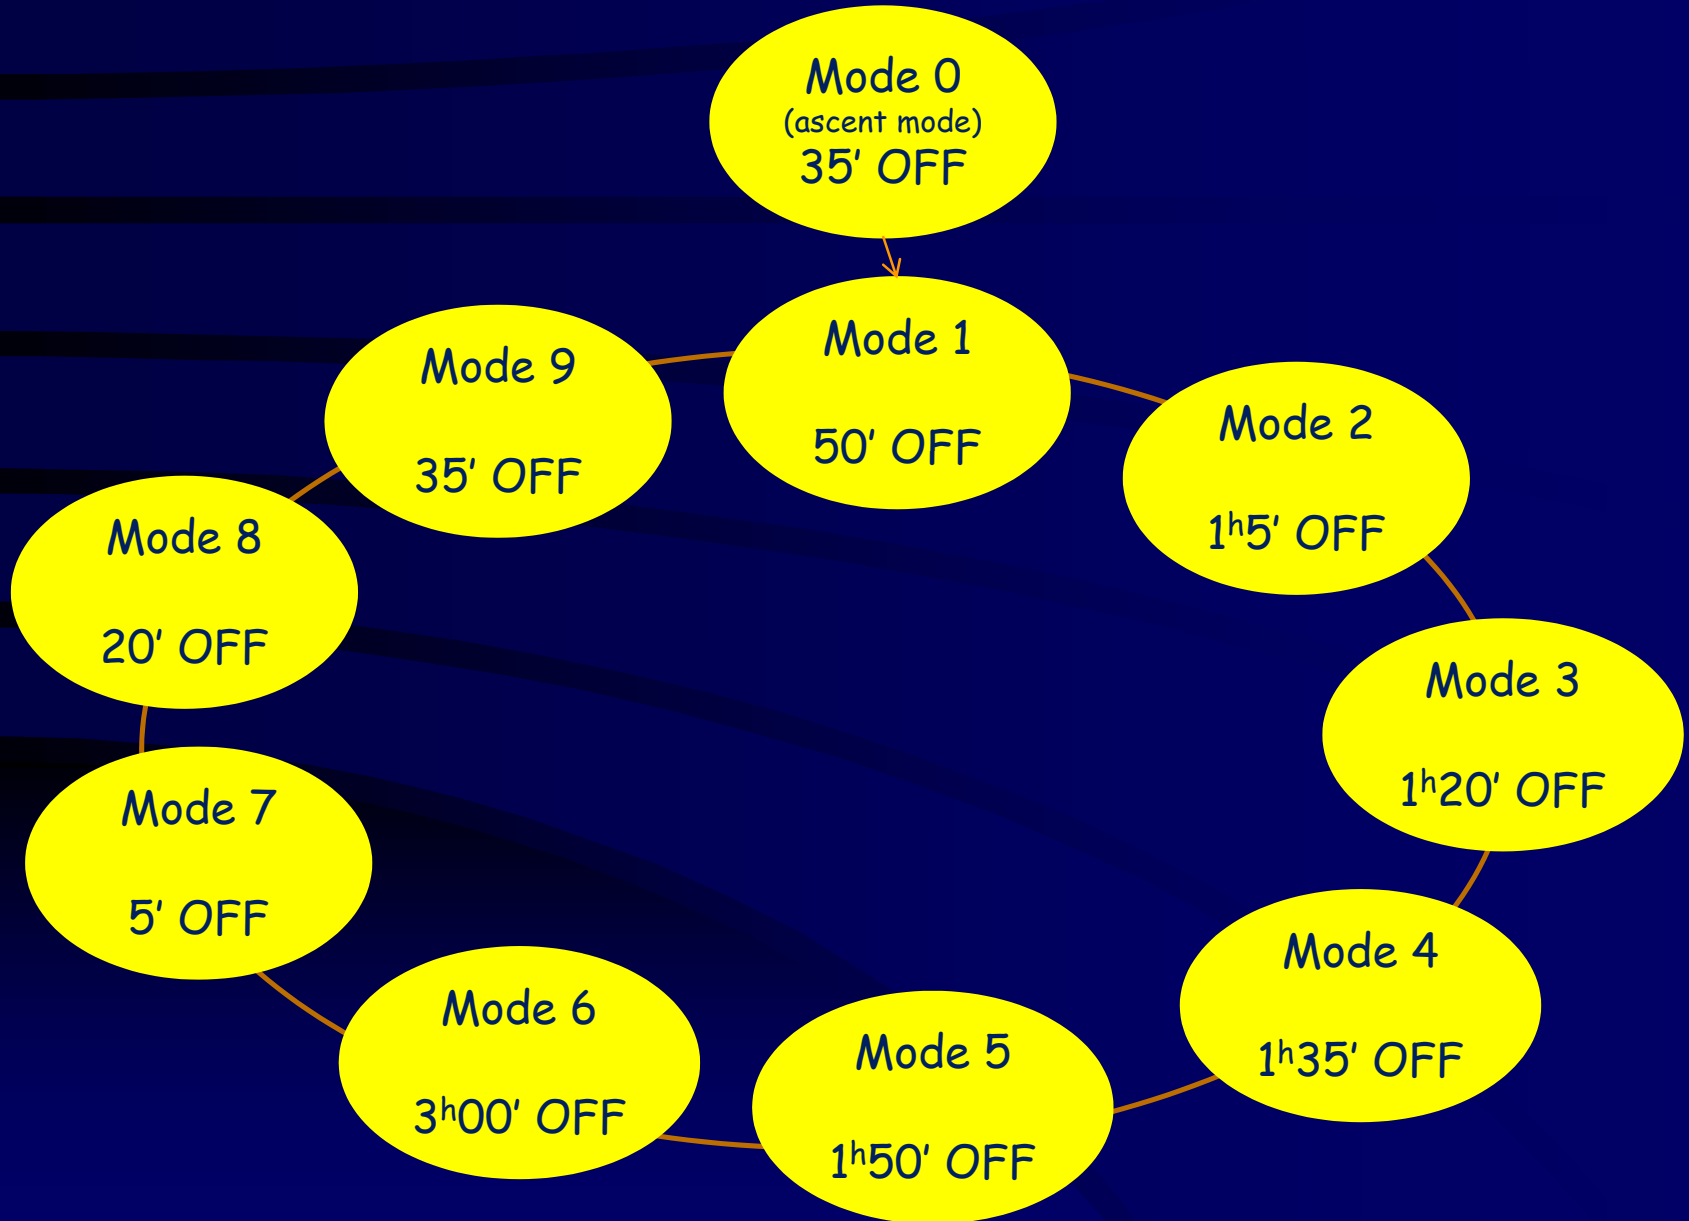 Mode 0
(ascent mode)
35' OFF
Mode 1
50' OFF
Mode 2
1h5' OFF
Mode 3
1h20' OFF
Mode 4
1h35' OFF
Mode 5
1h50' OFF
Mode 6
3h00' OFF
Mode 7
5' OFF
Mode 8
20' OFF
Mode 9
35' OFF